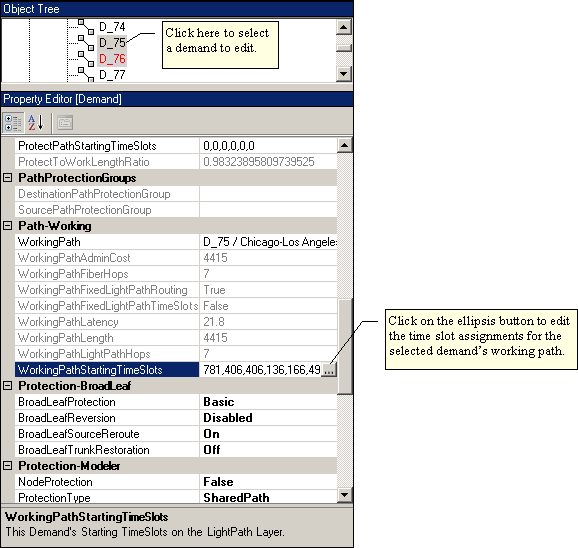 Object Tree
D_74
D_75
D_76
D_77
Click here to select
a demand to edit.
Property Editor [Demand]
ProtectPathStartingTimeSlots 0,0,0,0,0,0
ProtectToWorkLengthRatio 0.98323895809739525
PathProtectionGroups
DestinationPathProtectionGroup
SourcePathProtectionGroup
Path-Working
WorkingPath D_75 / Chicago-Los Angeles
WorkingPathAdminCost 4415
WorkingPathFiberHops 7
WorkingPathFixedLightPathRouting True
WorkingPathFixedLightPathTimeSlots False
WorkingPathLatency 21.8
WorkingPathLength 4415
WorkingPathLightPathHops 7
WorkingPathStartingTimeSlots 781,406,406,136,166,49 ...
Click on the ellipsis button to edit
the time slot assignments for the
selected demand's working path.
Protection-BroadLeaf
BroadLeafProtection Basic
BroadLeafReversion Disabled
BroadLeafSourceReroute On
BroadLeafTrunkRestoration Off
Protection-Modeler
NodeProtection False
ProtectionType SharedPath
WorkingPathStartingTimeSlots
This Demand's Starting TimeSlots on the LightPath Layer.